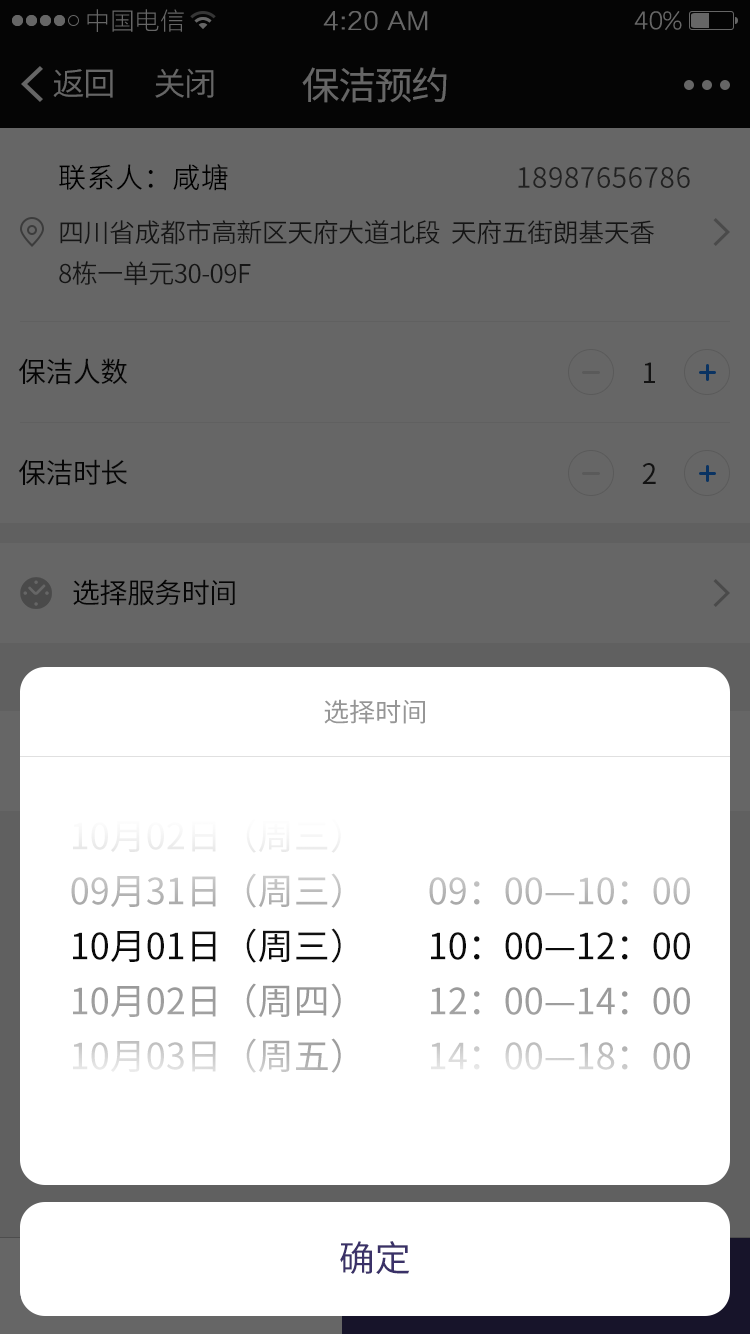 中国电信 4:20 AM 40%
返回 关闭 保洁预约
联系人：咸塘 18987656786
四川省成都市高新区天府大道北段 天府五街朗基天香
8栋一单元30-09F
保洁人数 1
保洁时长 2
选择服务时间
选择时间
10月02日（周三）
09月31日（周三） 09：00—10：00
10月01日（周三） 10：00—12：00
10月02日（周四） 12：00—14：00
10月03日（周五） 14：00—18：00
确定